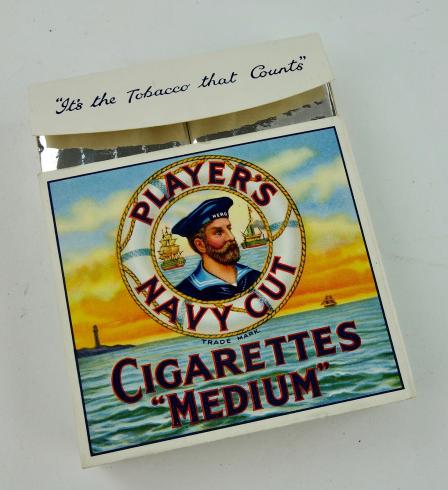 "It's the Tobacco that Counts"
PLAYER'S
HERO
NAVY CUT
TRADE MARK.
CIGARETTES
"MEDIUM"